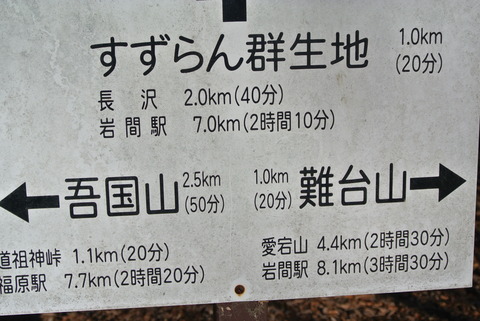 すずらん群生地 1.0km (20分)
長沢 2.0km(40分)
岩間駅 7.0km(2時間10分)
吾国山 2.5km (50分)
道祖神峠 1.1km(20分)
福原駅 7.7km(2時間20分)
1.0km (20分) 難台山
愛宕山 4.4km(2時間30分)
岩間駅 8.1km(3時間30分)